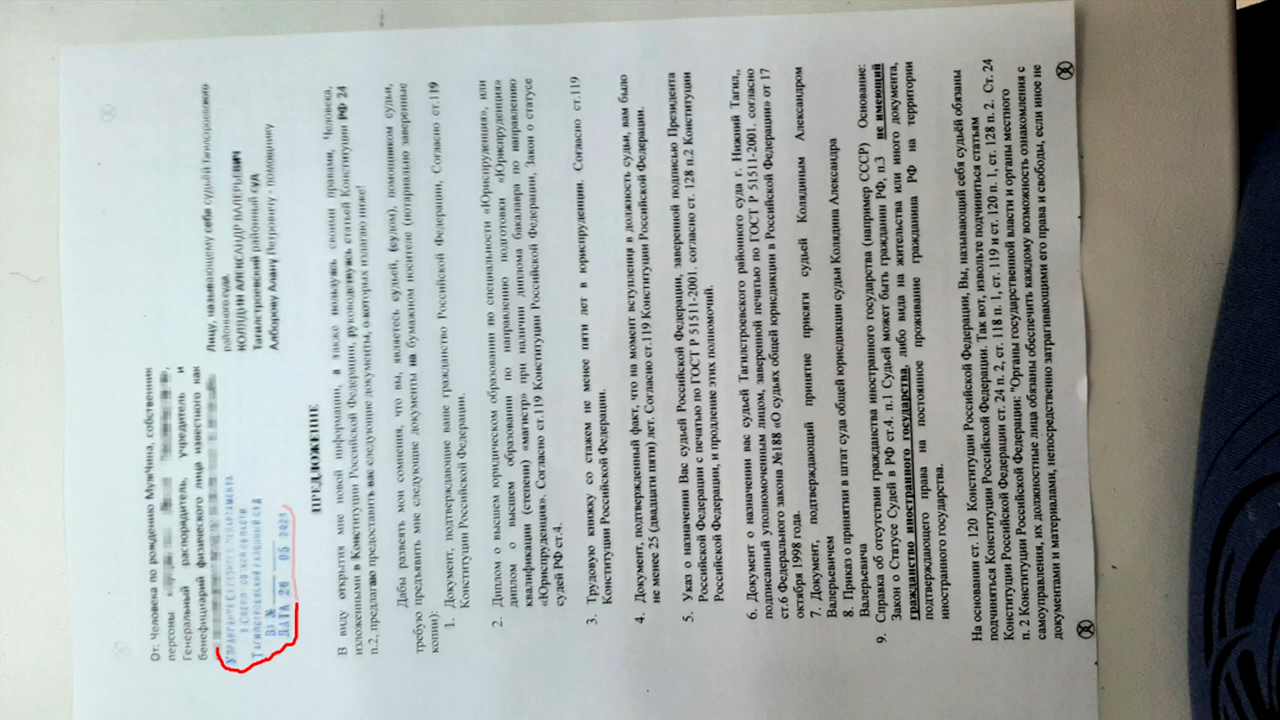 От: Человека по рождению МужЧина, собственник
персоны
Генеральный распорядитель, учредитель и
бенефициарий физического лица известного как
УПРАВЛЕНИЕ СУДЕБНОГО ДЕПАРТАМЕНТА
В СВЕРДЛОВСКОЙ ОБЛАСТИ
ТАГИЛСТРОЕВСКИЙ РАЙОННЫЙ СУД
ВХ №
ДАТА 26 05 2021
Лицу, называющему себя судьёй Тагилстроевского
районного суда,
КОЛЯДИН АЛЕКСАНДР ВАЛЕРЬЕВИЧ
Тагилстроевский районный суд
Алборову Алану Петровичу - помощнику
ПРЕДЛОЖЕНИЕ
В виду открытия мне новой информации, а также пользуясь своими правами, Человека,
изложенными в Конституции Российской Федерации, руководствуясь статьей Конституции РФ 24
п.2, предлагаю предоставить вас следующие документы, о которых излагаю ниже!
Дабы развеять мои сомнения, что вы, являетесь судьей, (судом), помощником судьи,
требую предъявить мне следующие документы на бумажном носителе (нотариально заверенные
копии):
1. Документ, подтверждающие ваше гражданство Российской Федерации, Согласно ст.119
Конституции Российской Федерации.
2. Диплом о высшем юридическом образовании по специальности «Юриспруденция», или
диплом о высшем образовании по направлению подготовки «Юриспруденция»
квалификации (степени) «магистр» при наличии диплома бакалавра по направлению
«Юриспруденция». Согласно ст.119 Конституции Российской Федерации, Закон о статусе
судей РФ ст.4.
3. Трудовую книжку со стажем не менее пяти лет в юриспруденции. Согласно ст.119
Конституции Российской Федерации.
4. Документ, подтвержденный факт, что на момент вступления в должность судьи, вам было
не менее 25 (двадцати пяти) лет. Согласно ст.119 Конституции Российской Федерации.
5. Указ о назначении Вас судьей Российской Федерации, заверенной подписью Президента
Российской Федерации с печатью по ГОСТ Р 51511-2001. согласно ст. 128 п.2 Конституции
Российской Федерации, и продление этих полномочий.
6. Документ о назначении вас судьей Тагилстроевского районного суда г. Нижний Тагил,,
подписанный уполномоченным лицом, заверенной печатью по ГОСТ Р 51511-2001. согласно
ст.6 Федерального закона №188 «О судьях общей юрисдикции в Российской Федерации» от 17
октября 1998 года.
7. Документ, подтверждающий принятие присяги судьей Колядиным Александром
Валерьевичем
8. Приказ о принятии в штат суда общей юрисдикции судьи Колядина Александра
Валерьевича
9. Справка об отсутствии гражданства иностранного государства (например СССР) Основание:
Закон о Статусе Судей в РФ ст.4. п.1 Судьей может быть гражданин РФ, п.3 не имеющий
гражданство иностранного государства, либо вида на жительства или иного документа,
подтверждающего права на постоянное проживание гражданина РФ на территории
иностранного государства.
На основании ст. 120 Конституции Российской Федерации, Вы, называющий себя судьёй обязаны
подчиняться Конституции Российской Федерации. Так вот, извольте подчиниться статьям
Конституции Российской Федерации ст. 24 п. 2, ст. 118 п. 1, ст. 119 и ст. 120 п. 1, ст. 128 п. 2. Ст. 24
п. 2 Конституции Российской Федерации: "Органы государственной власти и органы местного
самоуправления, их должностные лица обязаны обеспечить каждому возможность ознакомления с
документами и материалами, непосредственно затрагивающими его права и свободы, если иное не